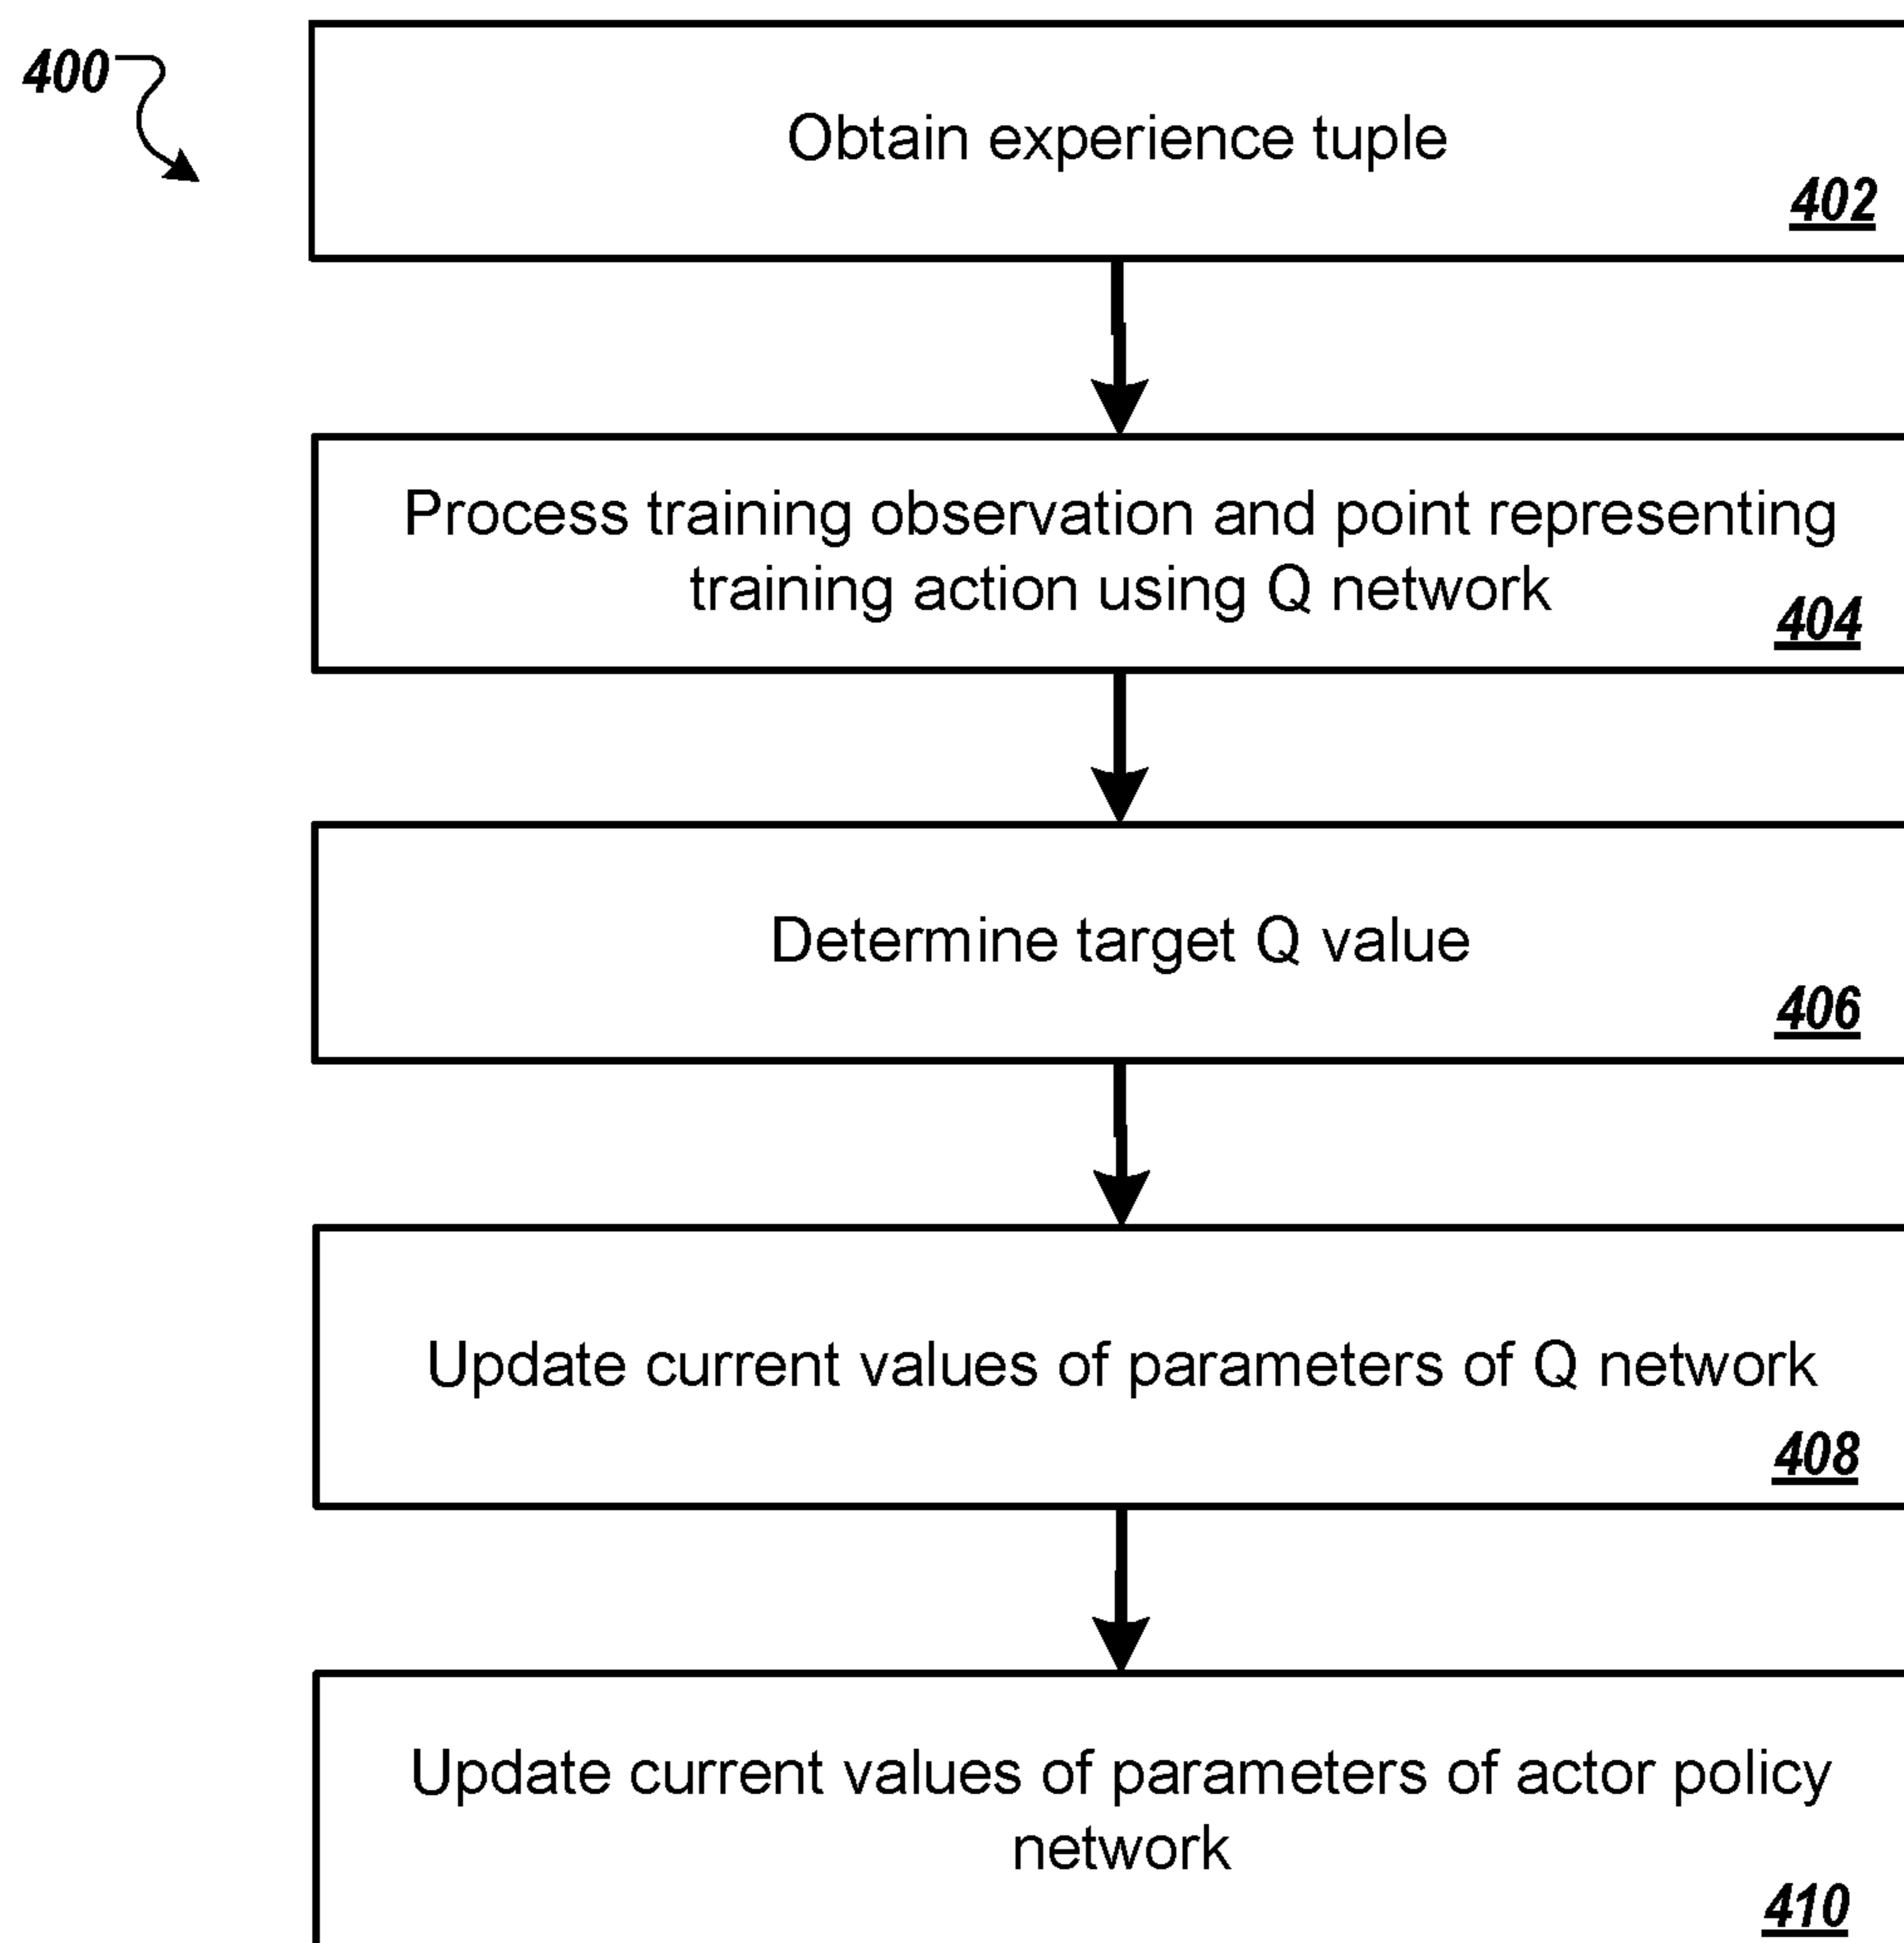 400
Obtain experience tuple
402
Process training observation and point representing
training action using Q network
404
Determine target Q value
406
Update current values of parameters of Q network
408
Update current values of parameters of actor policy
network
410